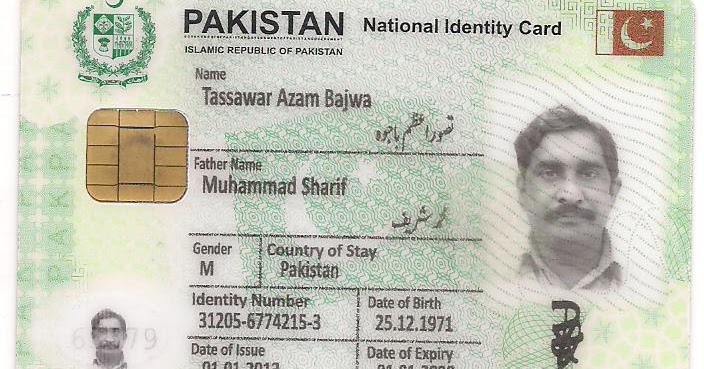 PAKISTAN National Identity Card
ISLAMIC REPUBLIC OF PAKISTAN
Name
Tassawar Azam Bajwa
تصور اعظم باجوہ
Father Name
Muhammad Sharif
محمد شریف
Gender Country of Stay
M Pakistan
Identity Number Date of Birth
31205-6774215-3 25.12.1971
Date of Issue Date of Expiry